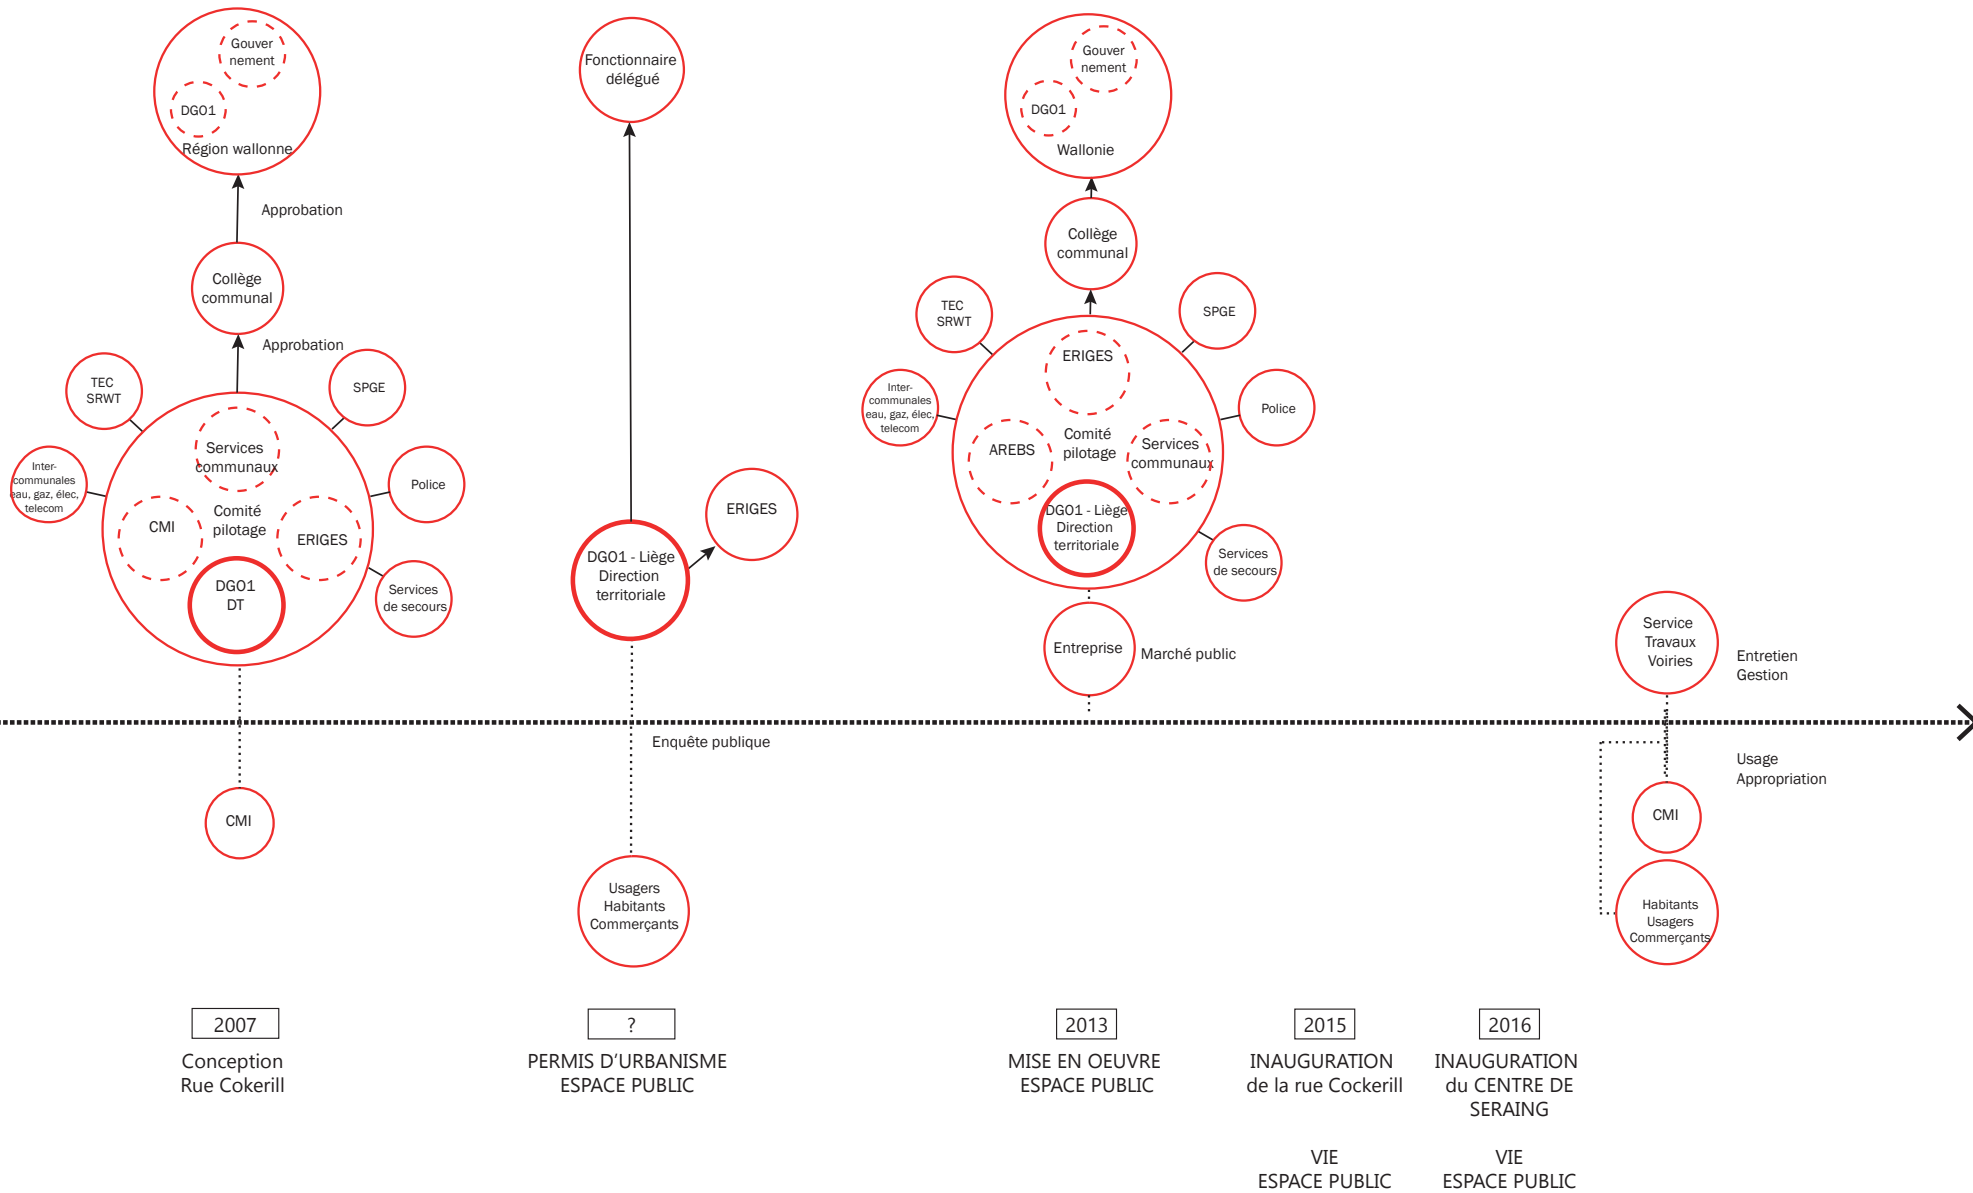 Gouver
nement
DGO1
Région wallonne
Approbation
Collège
communal
Approbation
TEC
SRWT
SPGE
Inter-
communales
eau, gaz, élec,
telecom
Police
Services
communaux
Comité
pilotage
CMI
ERIGES
DGO1
DT
Services
de secours
CMI
Fonctionnaire
délégué
ERIGES
DGO1 - Liège
Direction
territoriale
Enquête publique
Usagers
Habitants
Commerçants
Gouver
nement
DGO1
Wallonie
Collège
communal
TEC
SRWT
SPGE
Inter-
communales
eau, gaz, élec,
telecom
Police
ERIGES
AREBS
Comité
pilotage
Services
communaux
DGO1 - Liège
Direction
territoriale
Services
de secours
Entreprise
Marché public
Service
Travaux
Voiries
Entretien
Gestion
Usage
Appropriation
CMI
Habitants
Usagers
Commerçants
2007
Conception
Rue Cokerill
?
PERMIS D'URBANISME
ESPACE PUBLIC
2013
MISE EN OEUVRE
ESPACE PUBLIC
2015
INAUGURATION
de la rue Cockerill
VIE
ESPACE PUBLIC
2016
INAUGURATION
du CENTRE DE
SERAING
VIE
ESPACE PUBLIC